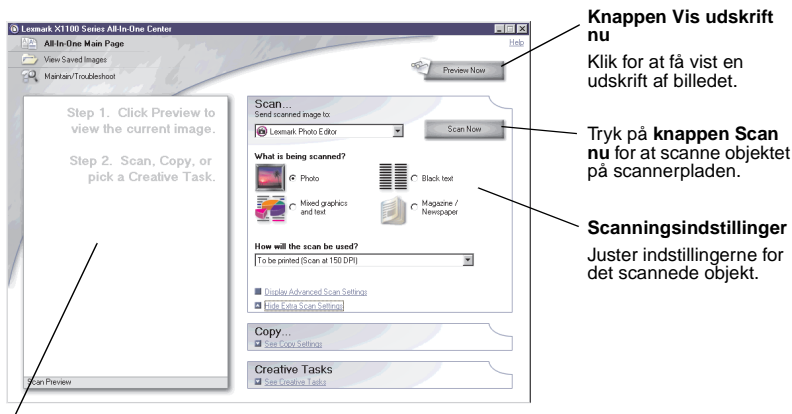 Lexmark X1100 Series All-In-One Center
All-In-One Main Page
Help
View Saved Images
Maintain/Troubleshoot
Preview Now
Step 1. Click Preview to
view the current image.
Step 2. Scan, Copy, or
pick a Creative Task.
Scan Preview
Scan...
Send scanned image to:
Lexmark Photo Editor
Scan Now
What is being scanned?
Photo
Black text
Mixed graphics
and text
Magazine /
Newspaper
How will the scan be used?
To be printed (Scan at 150 DPI)
Display Advanced Scan Settings
Hide Extra Scan Settings
Copy...
See Copy Settings
Creative Tasks
See Creative Tasks
Knappen Vis udskrift
nu
Klik for at få vist en
udskrift af billedet.
Tryk på knappen Scan
nu for at scanne objektet
på scannerpladen.
Scanningsindstillinger
Juster indstillingerne for
det scannede objekt.